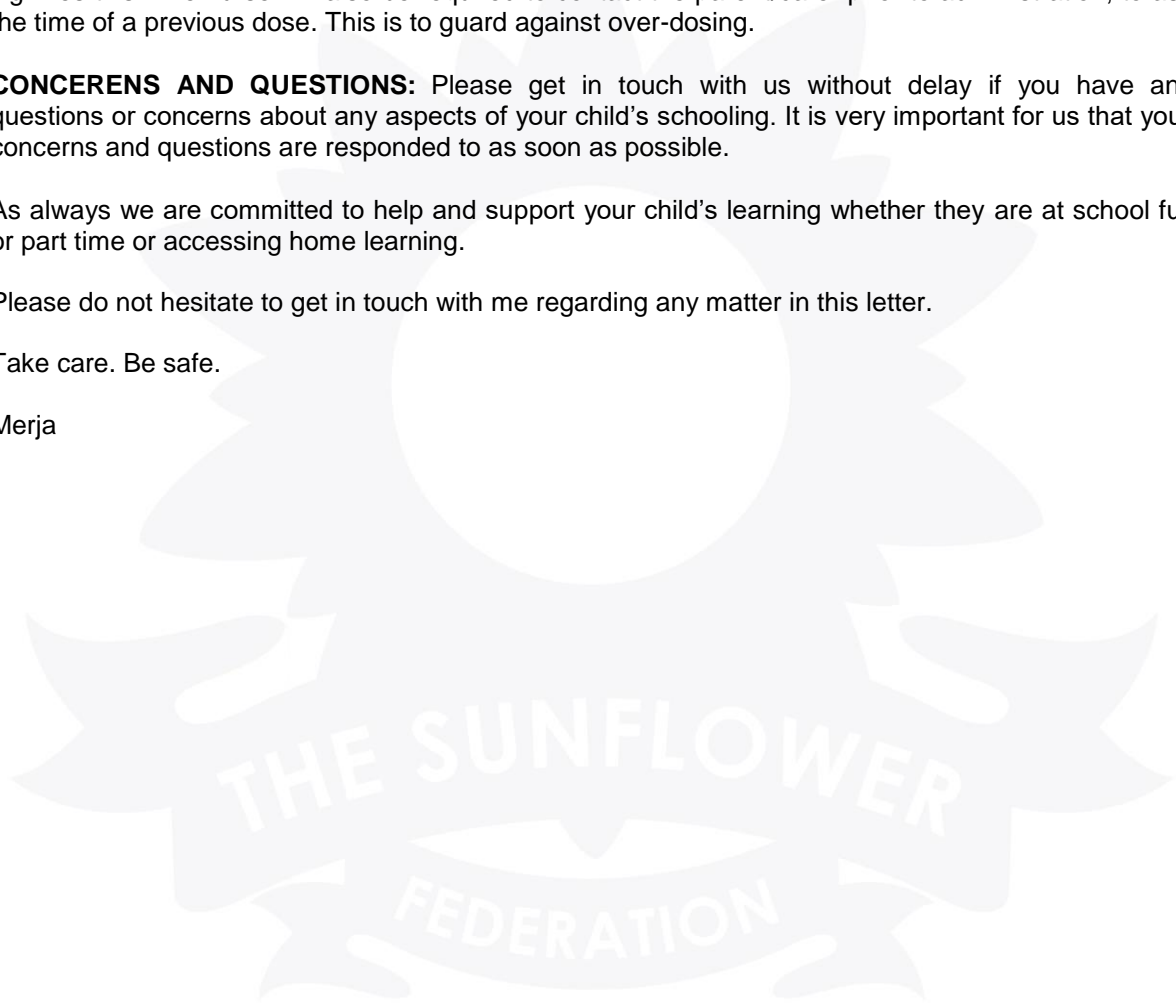 the time of a previous dose. This is to guard against over-dosing.
CONCERENS AND QUESTIONS: Please get in touch with us without delay if you have an
questions or concerns about any aspects of your child's schooling. It is very important for us that you
concerns and questions are responded to as soon as possible.
As always we are committed to help and support your child's learning whether they are at school fu
or part time or accessing home learning.
Please do not hesitate to get in touch with me regarding any matter in this letter.
Take care. Be safe.
Merja
THE SUNFLOWER
FEDERATION